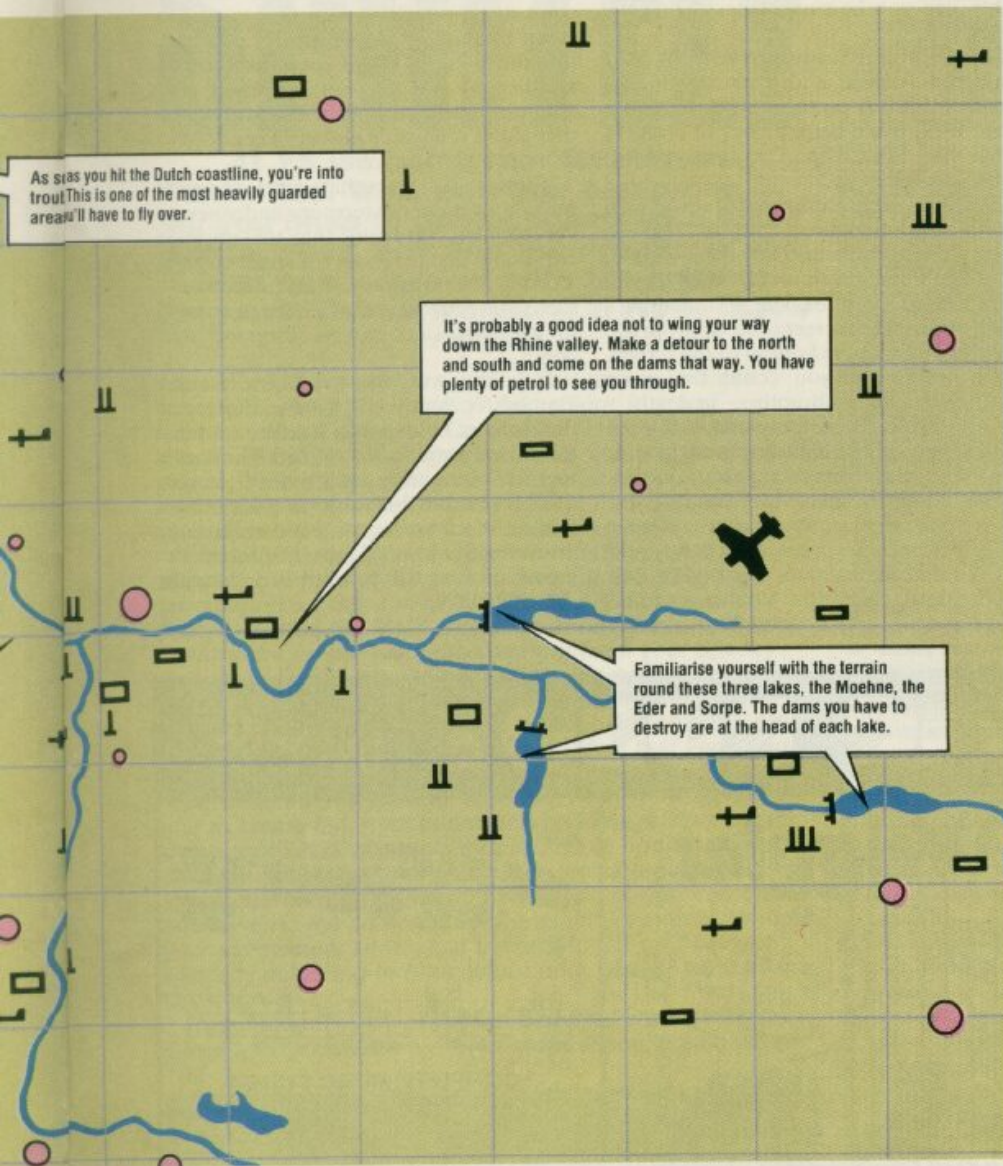 As s as you hit the Dutch coastline, you're into
trou This is one of the most heavily guarded
area u'll have to fly over.
It's probably a good idea not to wing your way
down the Rhine valley. Make a detour to the north
and south and come on the dams that way. You have
plenty of petrol to see you through.
Familiarise yourself with the terrain
round these three lakes, the Moehne, the
Eder and Sorpe. The dams you have to
destroy are at the head of each lake.